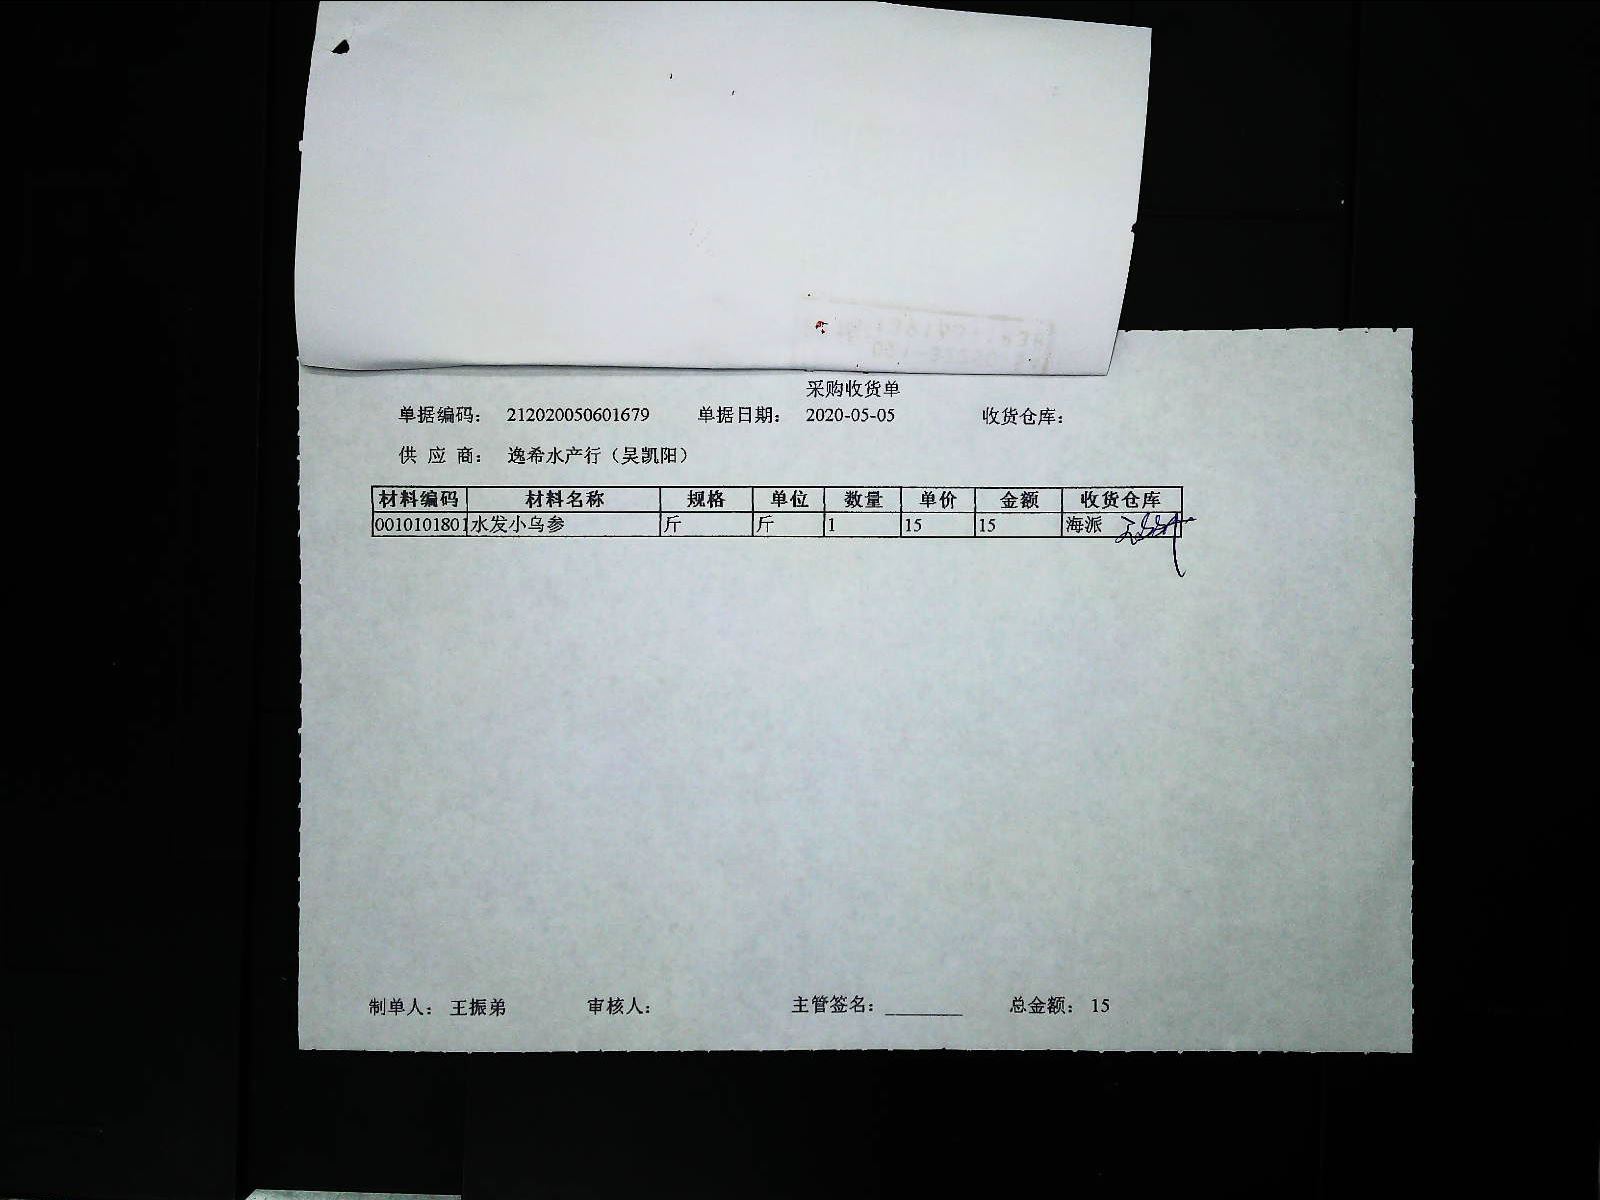 采购收货单
单据编码： 212020050601679 单据日期： 2020-05-05 收货仓库：
供 应 商： 逸希水产行（吴凯阳）
材料编码 材料名称 规格 单位 数量 单价 金额 收货仓库
0010101801 水发小乌参 斤 斤 1 15 15 海派
制单人： 王振弟 审核人： 主管签名：________ 总金额： 15